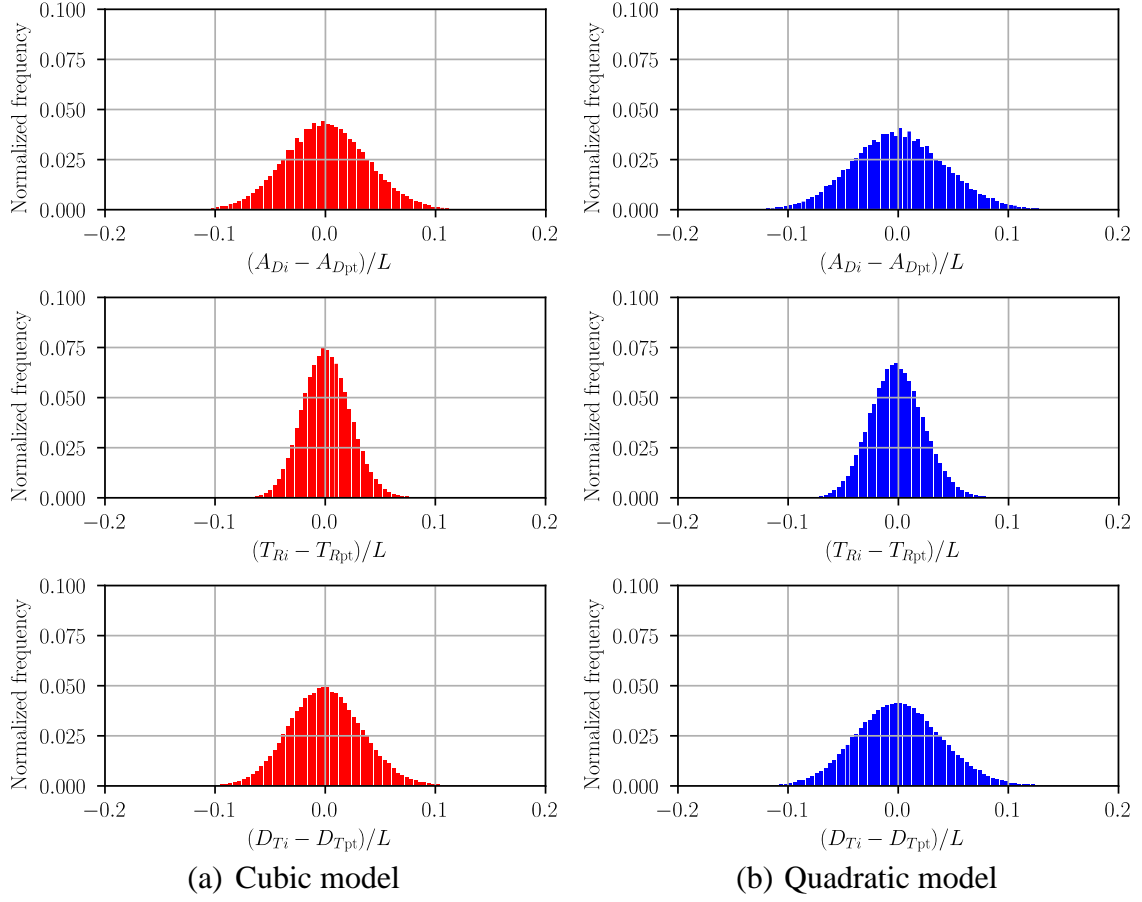 Normalized frequency
0.100
0.075
0.050
0.025
0.000
−0.2 −0.1 0.0 0.1 0.2
(A_{Di} − A_{Dpt})/L
Normalized frequency
0.100
0.075
0.050
0.025
0.000
−0.2 −0.1 0.0 0.1 0.2
(A_{Di} − A_{Dpt})/L
Normalized frequency
0.100
0.075
0.050
0.025
0.000
−0.2 −0.1 0.0 0.1 0.2
(T_{Ri} − T_{Rpt})/L
Normalized frequency
0.100
0.075
0.050
0.025
0.000
−0.2 −0.1 0.0 0.1 0.2
(T_{Ri} − T_{Rpt})/L
Normalized frequency
0.100
0.075
0.050
0.025
0.000
−0.2 −0.1 0.0 0.1 0.2
(D_{Ti} − D_{Tpt})/L
Normalized frequency
0.100
0.075
0.050
0.025
0.000
−0.2 −0.1 0.0 0.1 0.2
(D_{Ti} − D_{Tpt})/L
(a) Cubic model
(b) Quadratic model